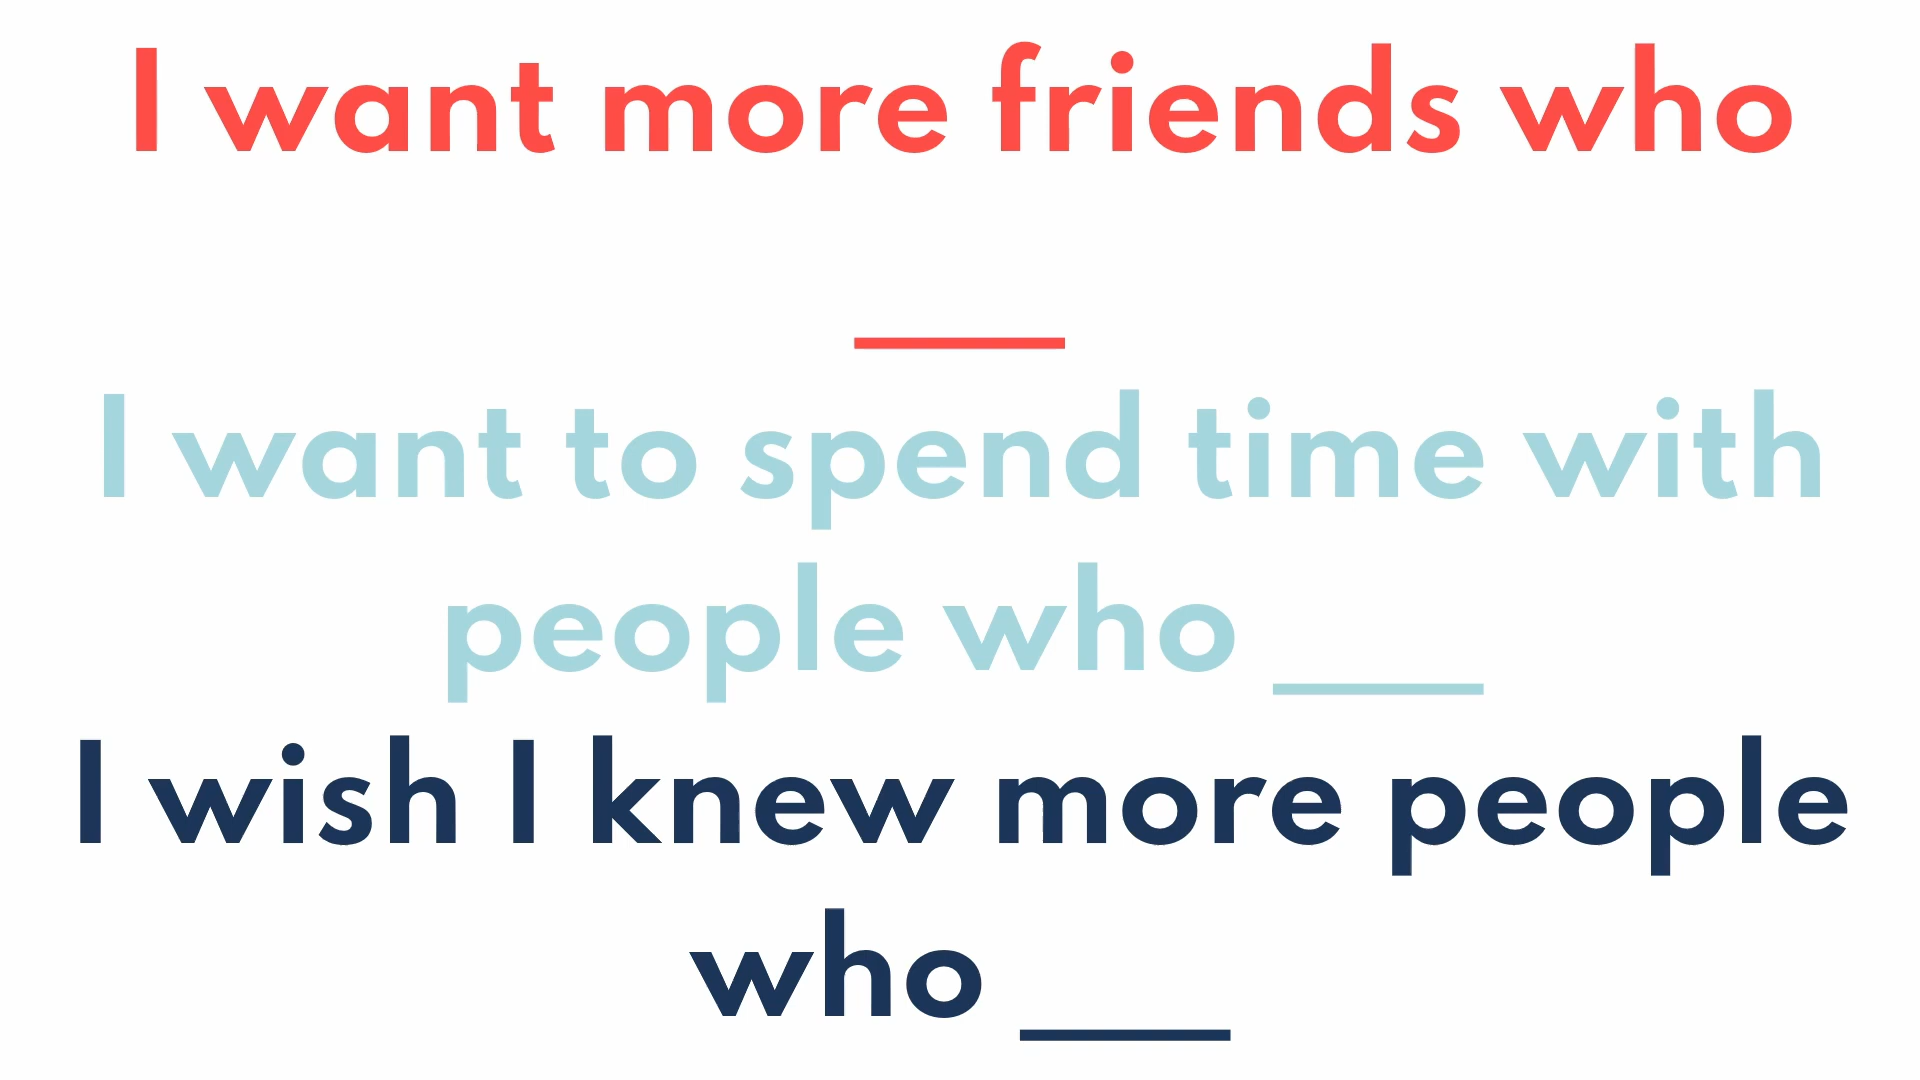 I want more friends who
___
I want to spend time with
people who ___
I wish I knew more people
who ___